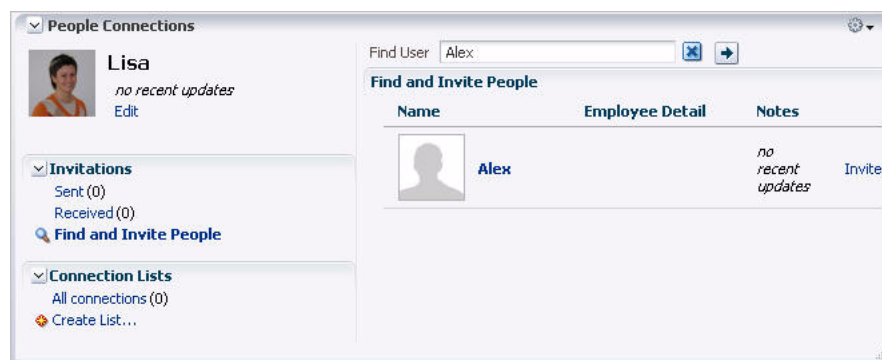 People Connections
Lisa
no recent updates
Edit
Invitations
Sent (0)
Received (0)
Find and Invite People
Connection Lists
All connections (0)
Create List...
Find User Alex
Find and Invite People
Name Employee Detail Notes
Alex
no
recent
updates
Invite